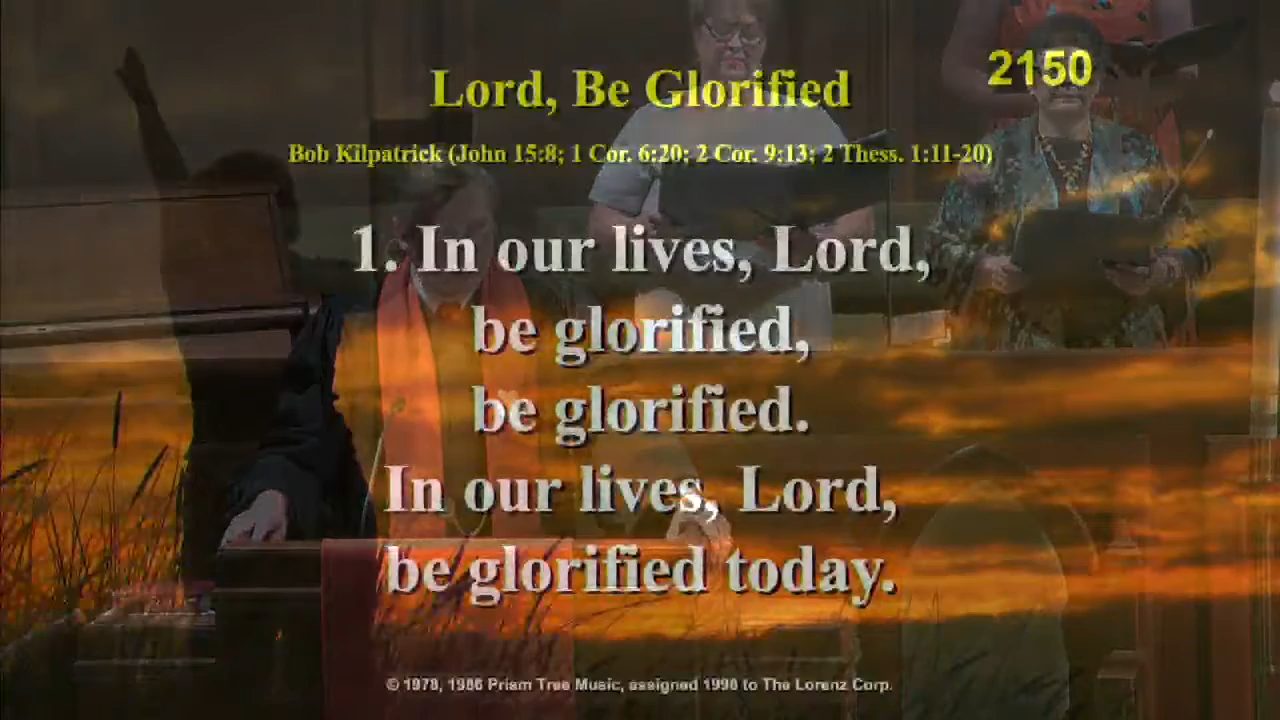 Lord, Be Glorified
2150
Bob Kilpatrick (John 15:8; 1 Cor. 6:20; 2 Cor. 9:13; 2 Thess. 1:11-20)
1. In our lives, Lord,
be glorified,
be glorified.
In our lives, Lord,
be glorified today.
© 1978, 1986 Prism Tree Music, assigned 1998 to The Lorenz Corp.